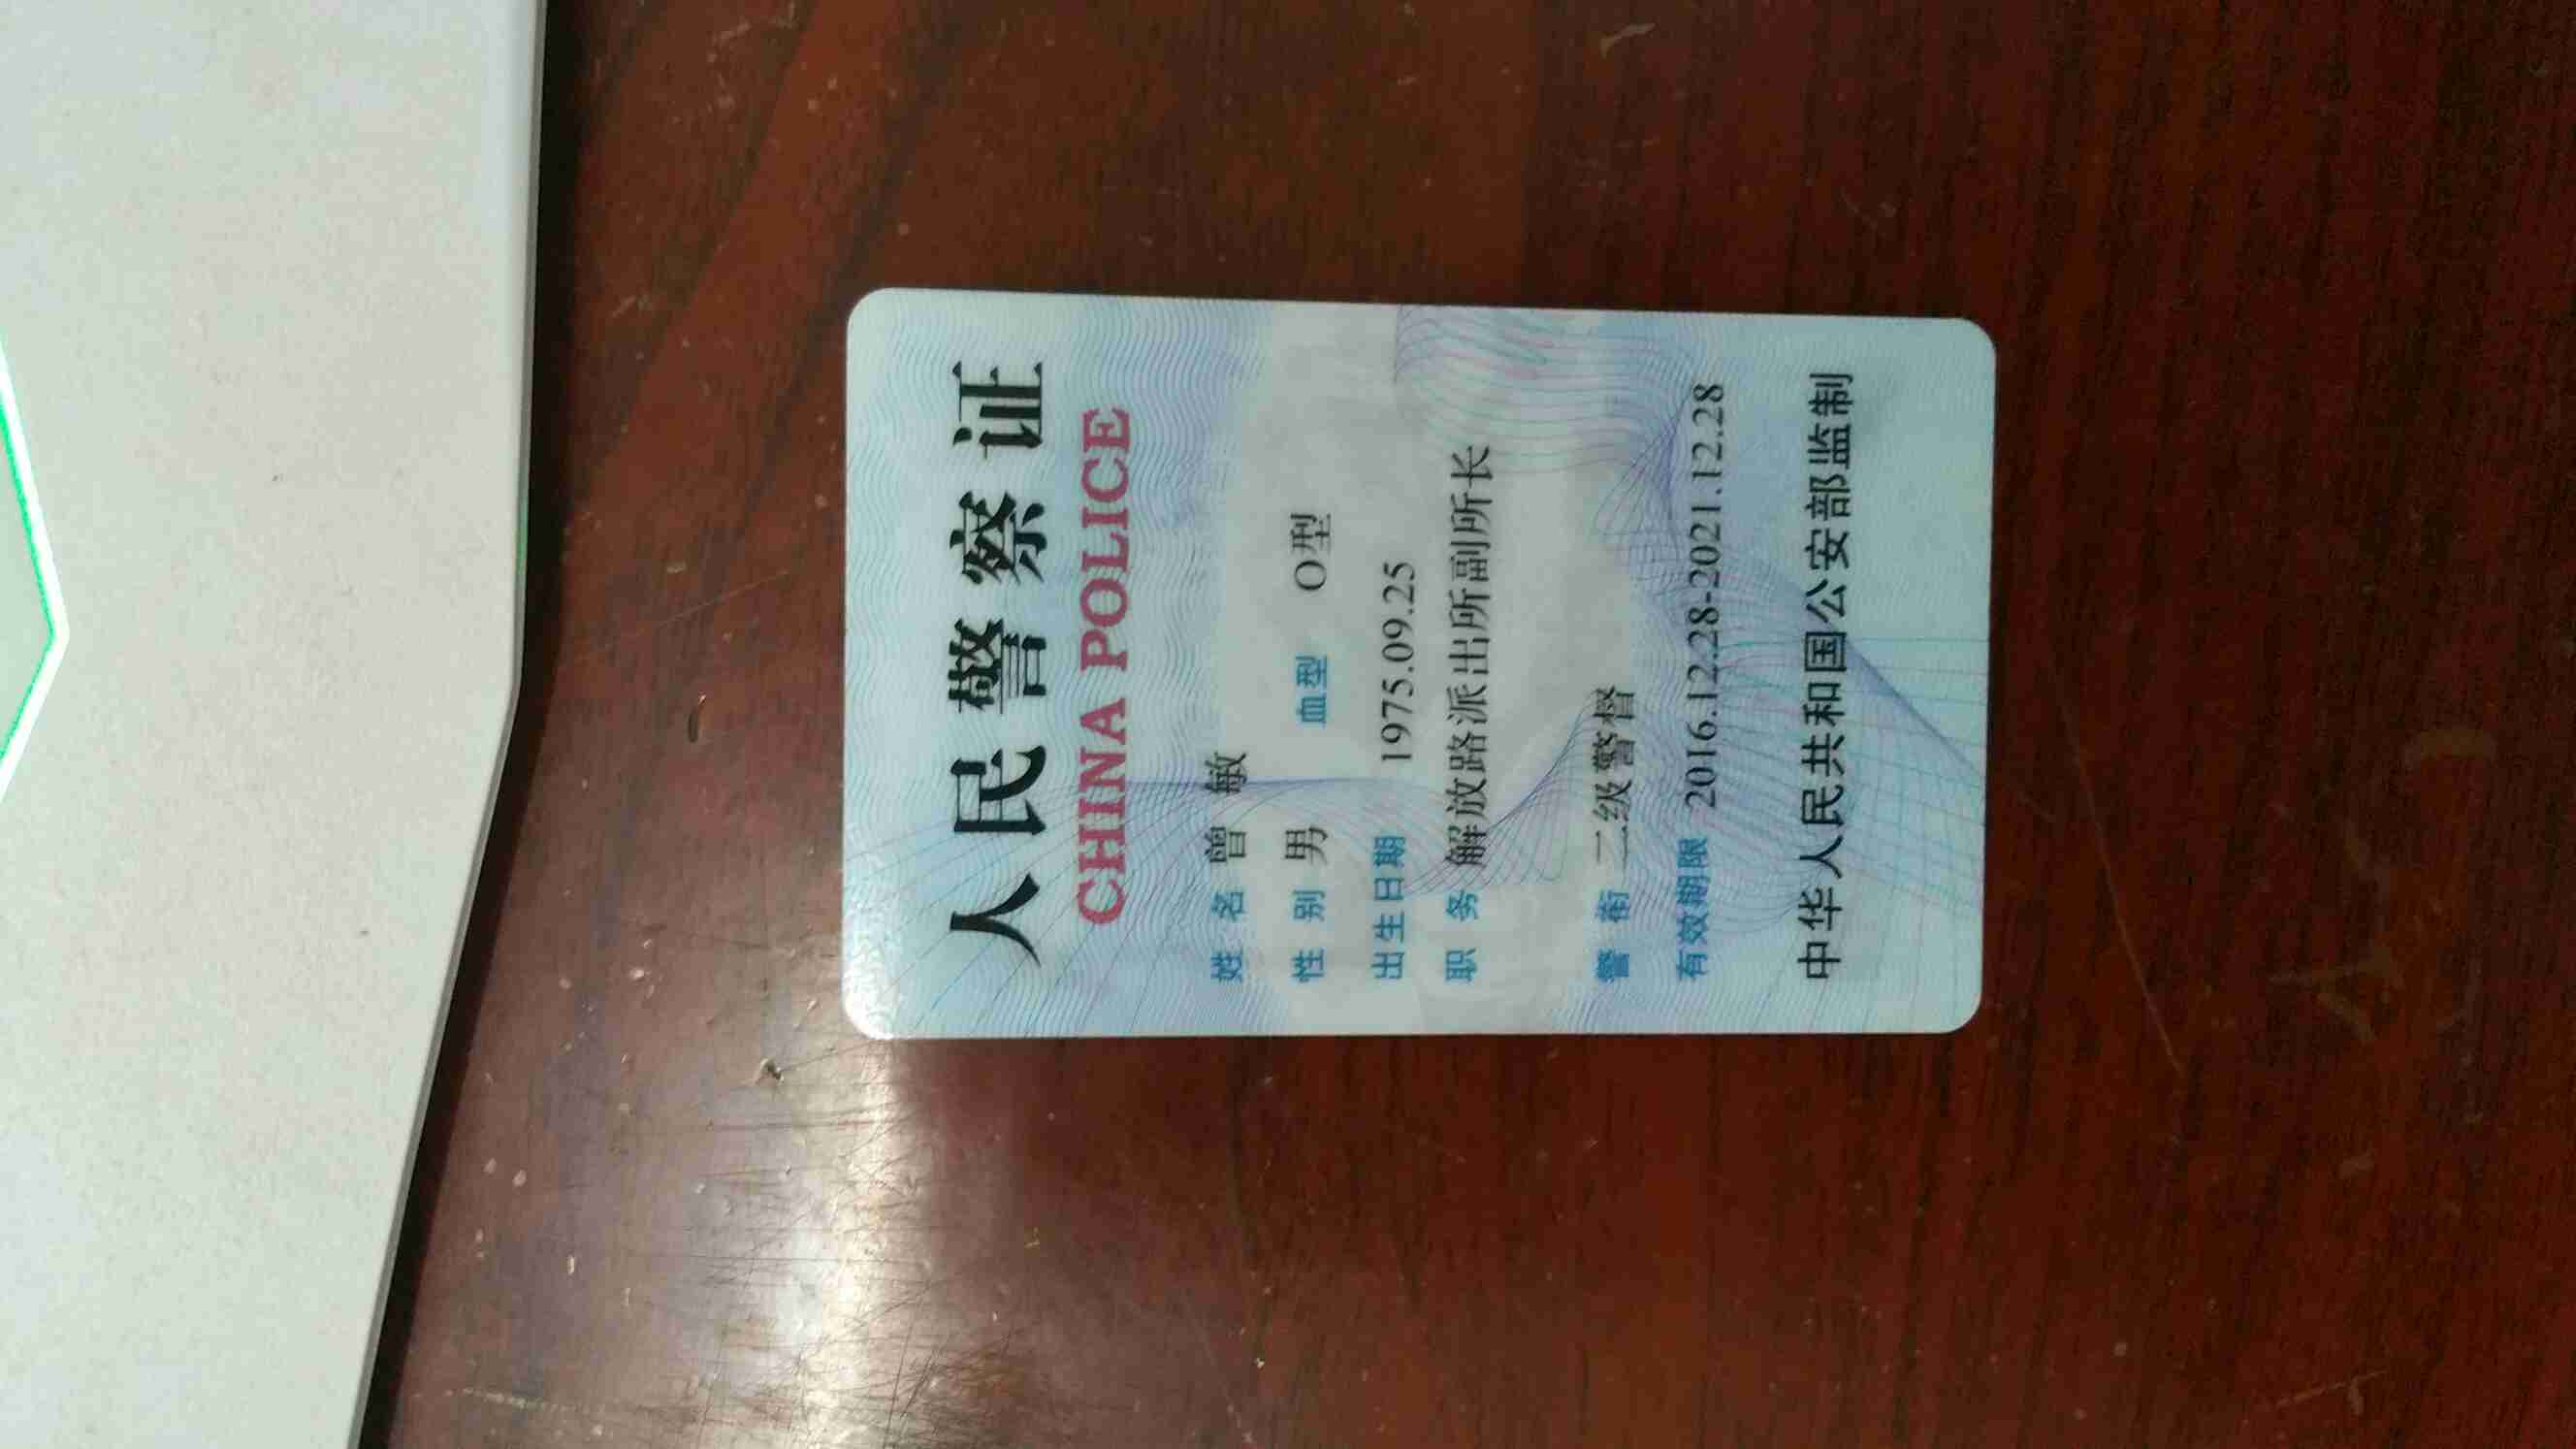 人民警察证
CHINA POLICE
姓 名 曾 敏
性 别 男 血型 O型
出生日期 1975.09.25
职 务 解放路派出所副所长
警 衔 二级警督
有效期限 2016.12.28-2021.12.28
中华人民共和国公安部监制